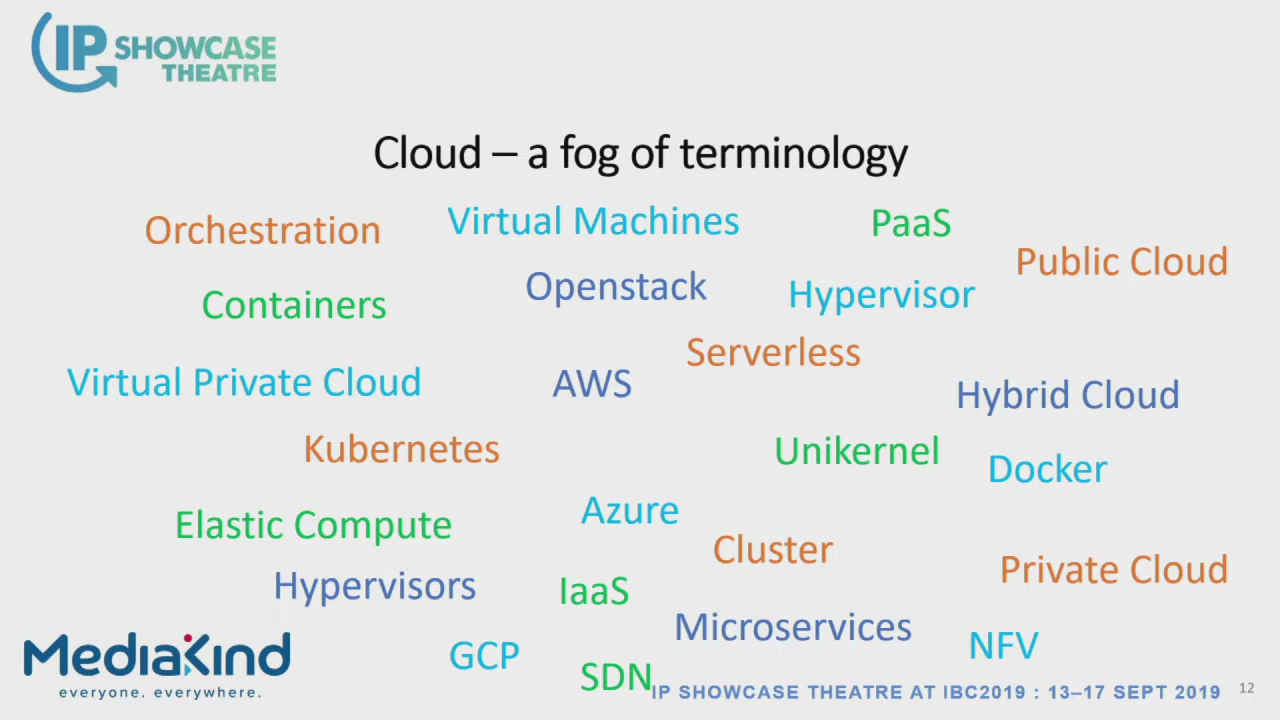 IP SHOWCASE
THEATRE
Cloud – a fog of terminology
Orchestration
Virtual Machines
PaaS
Public Cloud
Containers
Openstack
Hypervisor
Serverless
Virtual Private Cloud
AWS
Hybrid Cloud
Kubernetes
Unikernel
Docker
Elastic Compute
Azure
Cluster
Private Cloud
Hypervisors
IaaS
Microservices
NFV
GCP
SDN
MediaKind
everyone. everywhere.
IP SHOWCASE THEATRE AT IBC2019 : 13–17 SEPT 2019
12